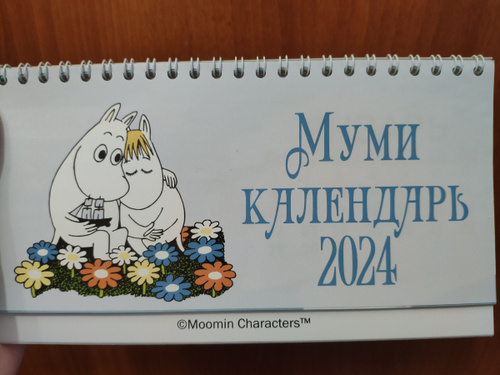 Муми
календарь
2024
©Moomin Characters™